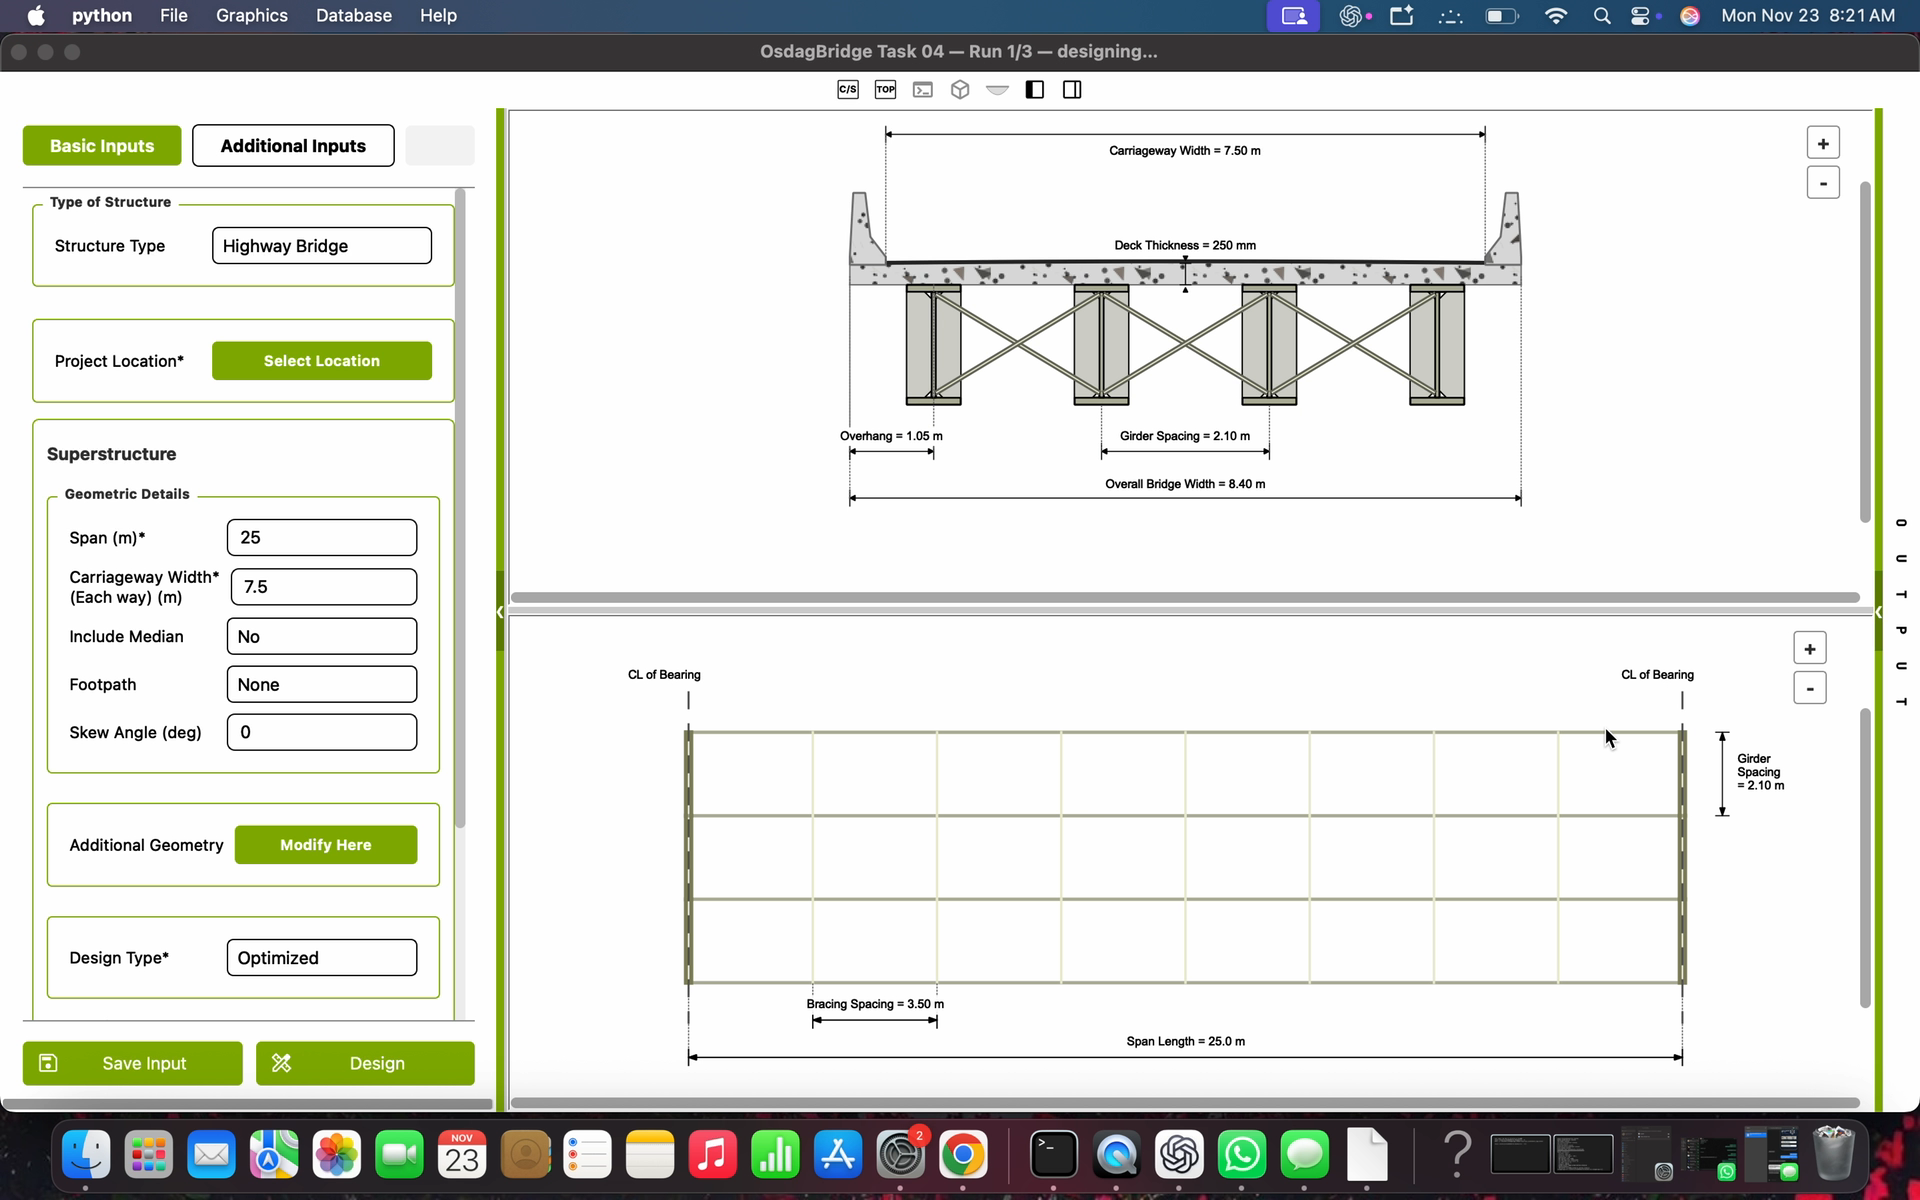 python File Graphics Database Help Mon Nov 23 8:21 AM
OsdagBridge Task 04 — Run 1/3 — designing...
C/S TOP
Basic Inputs Additional Inputs
Type of Structure
Structure Type Highway Bridge
Project Location* Select Location
Superstructure
Geometric Details
Span (m)* 25
Carriageway Width* (Each way) (m) 7.5
Include Median No
Footpath None
Skew Angle (deg) 0
Additional Geometry Modify Here
Design Type* Optimized
Save Input Design
Carriageway Width = 7.50 m
+
-
Deck Thickness = 250 mm
Overhang = 1.05 m
Girder Spacing = 2.10 m
Overall Bridge Width = 8.40 m
OUTPUT
CL of Bearing CL of Bearing
+
-
Girder
Spacing
= 2.10 m
Bracing Spacing = 3.50 m
Span Length = 25.0 m
NOV
23
2